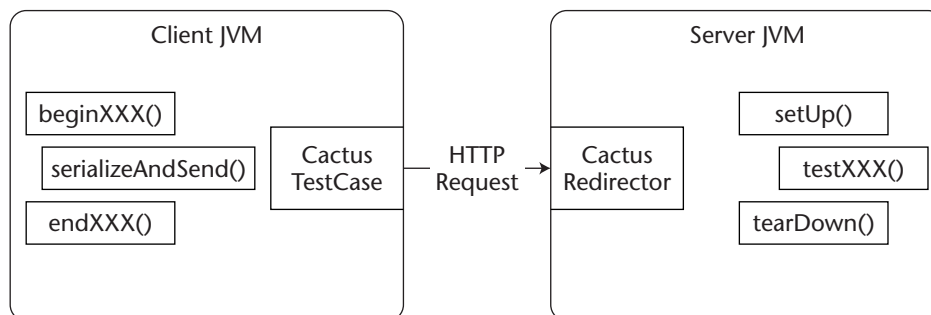 Client JVM
beginXXX()
serializeAndSend()
endXXX()
Cactus
TestCase
HTTP
Request
Server JVM
Cactus
Redirector
setUp()
testXXX()
tearDown()